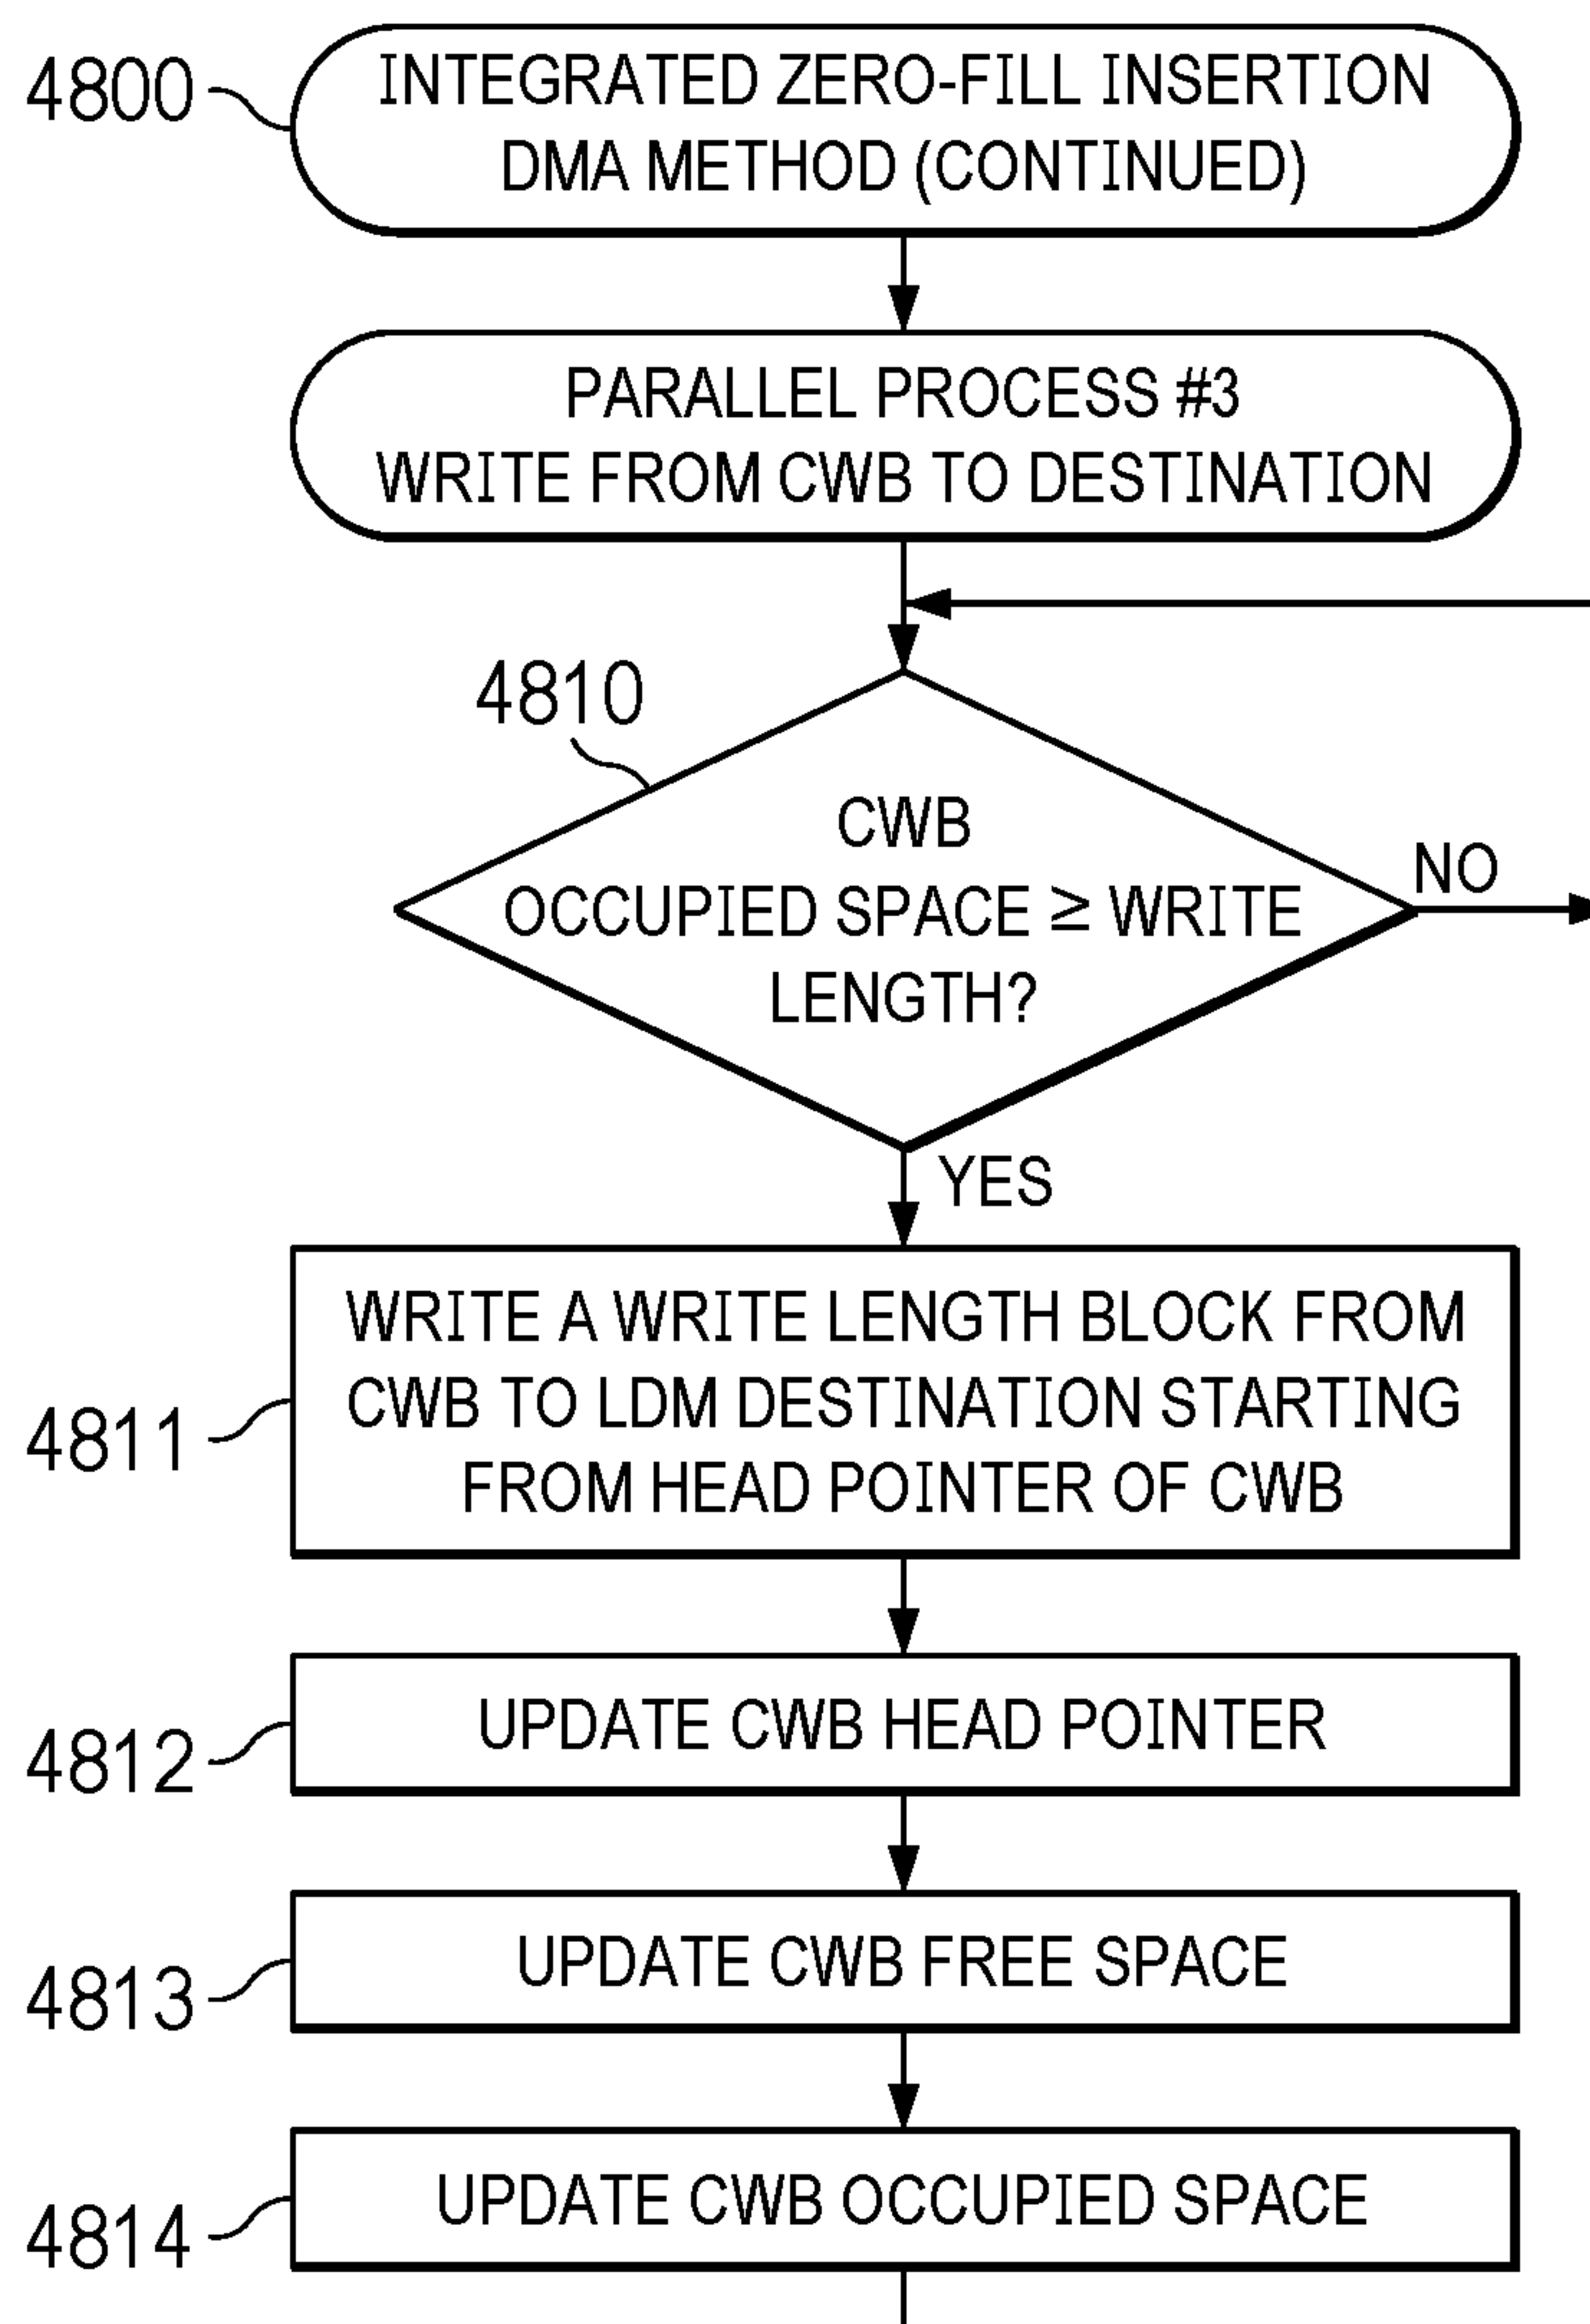 4800
INTEGRATED ZERO-FILL INSERTION
DMA METHOD (CONTINUED)
PARALLEL PROCESS #3
WRITE FROM CWB TO DESTINATION
4810
CWB
OCCUPIED SPACE ≥ WRITE
LENGTH?
NO
YES
4811
WRITE A WRITE LENGTH BLOCK FROM
CWB TO LDM DESTINATION STARTING
FROM HEAD POINTER OF CWB
4812
UPDATE CWB HEAD POINTER
4813
UPDATE CWB FREE SPACE
4814
UPDATE CWB OCCUPIED SPACE